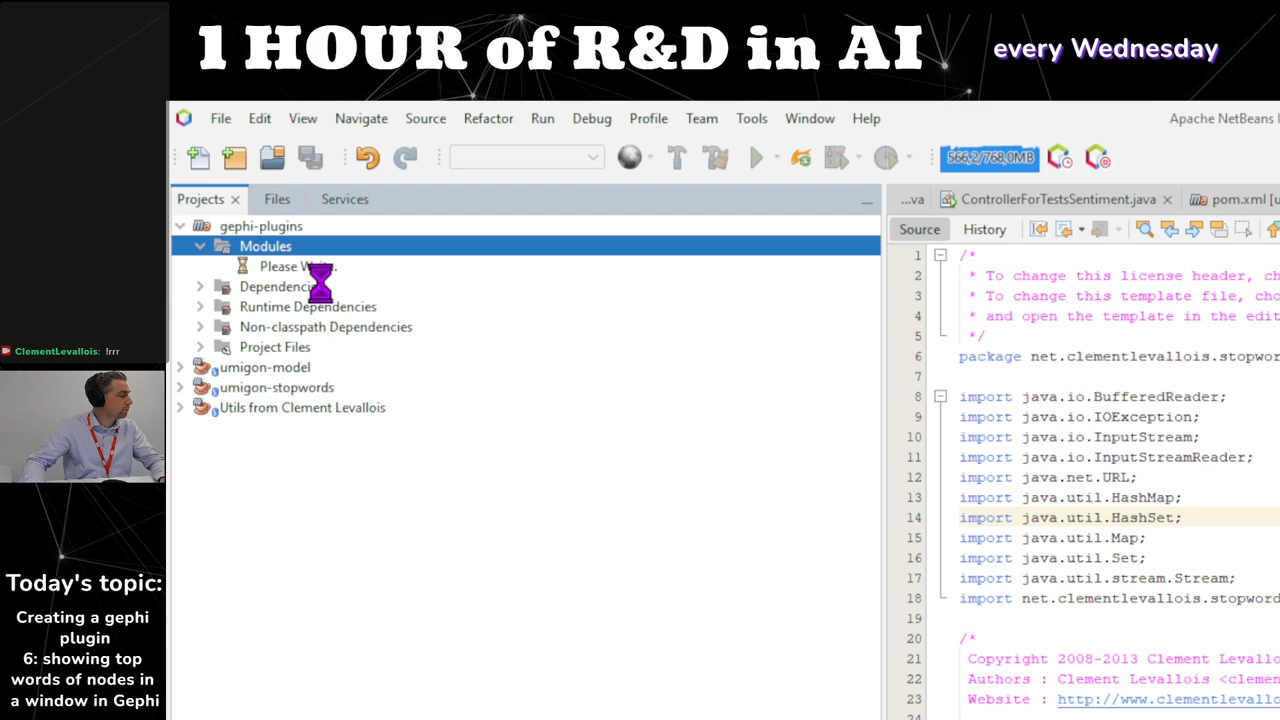 1 HOUR of R&D in AI
every Wednesday
File Edit View Navigate Source Refactor Run Debug Profile Team Tools Window Help
Apache NetBeans I
566,2/768,0MB
Projects Files Services
gephi-plugins
Modules
Please
Dependenci
Runtime Dependencies
Non-classpath Dependencies
Project Files
umigon-model
umigon-stopwords
Utils from Clement Levallois
...va ControllerForTestsSentiment.java pom.xml [u
Source History
1 /*
2 * To change this license header, ch
3 * To change this template file, cho
4 * and open the template in the edit
5 */
6 package net.clementlevallois.stopwor
7
8 import java.io.BufferedReader;
9 import java.io.IOException;
10 import java.io.InputStream;
11 import java.io.InputStreamReader;
12 import java.net.URL;
13 import java.util.HashMap;
14 import java.util.HashSet;
15 import java.util.Map;
16 import java.util.Set;
17 import java.util.stream.Stream;
18 import net.clementlevallois.stopword
19
20 /*
21 Copyright 2008-2013 Clement Levallo
22 Authors : Clement Levallois <clemen
23 Website : http://www.clementlevallo
24
ClementLevallois: !rrr
Today's topic:
Creating a gephi
plugin
6: showing top
words of nodes in
a window in Gephi